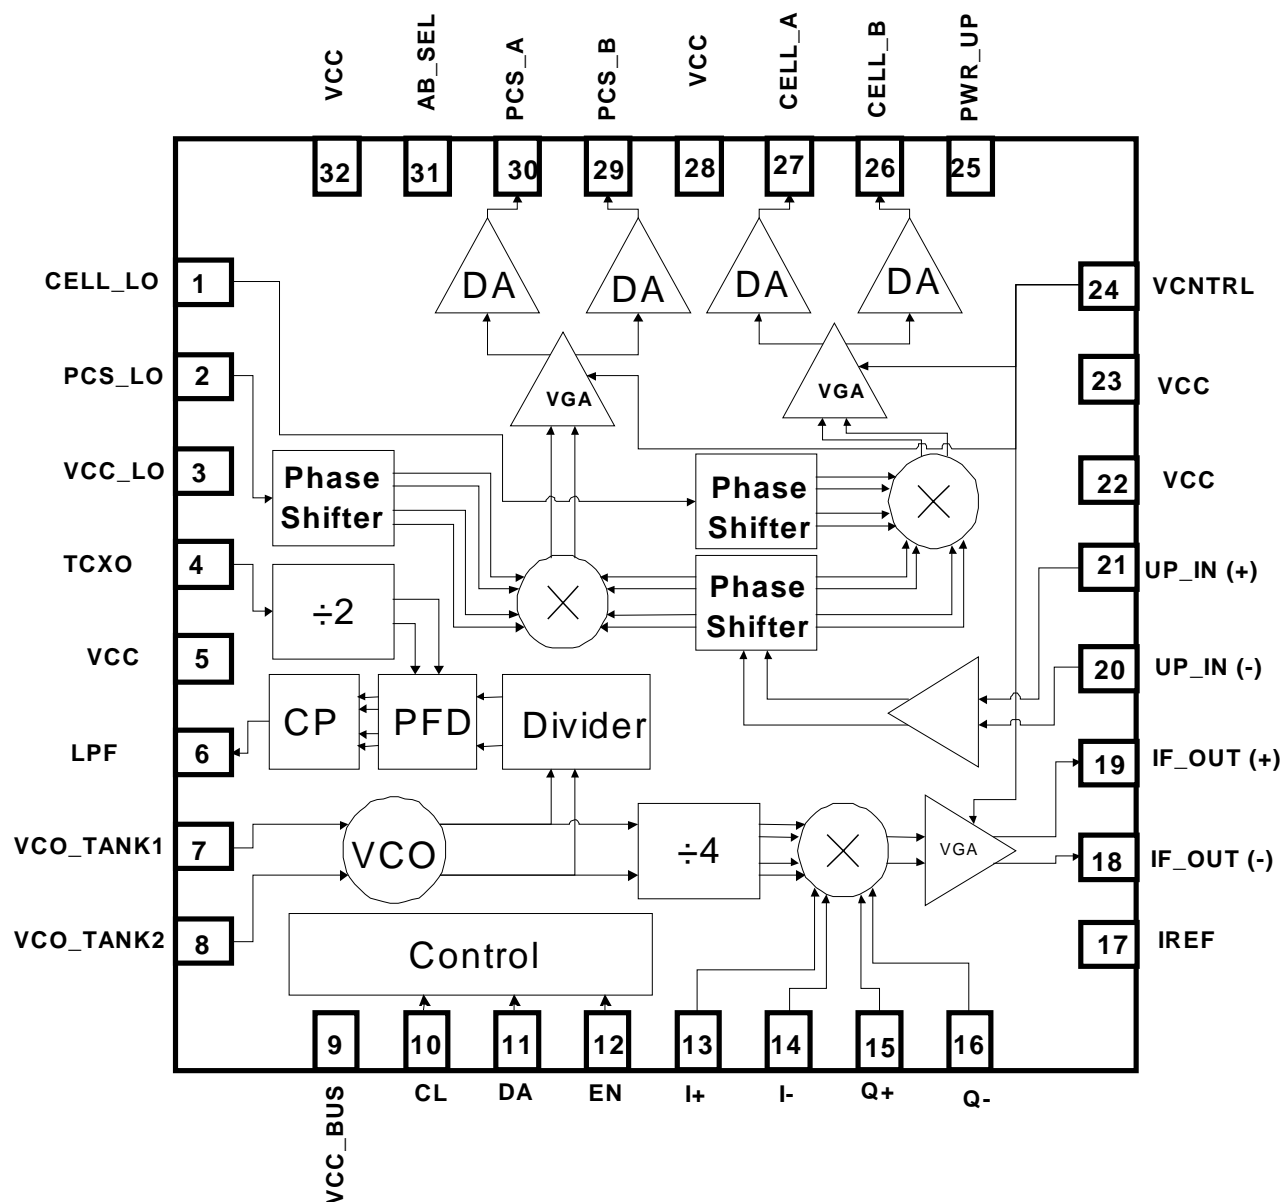 VCC
AB_SEL
PCS_A
PCS_B
VCC
CELL_A
CELL_B
PWR_UP
32
31
30
29
28
27
26
25
CELL_LO
1
DA
DA
DA
DA
24
VCNTRL
PCS_LO
2
VGA
VGA
23
VCC
VCC_LO
3
Phase
Shifter
Phase
Shifter
22
VCC
TCXO
4
÷2
Phase
Shifter
21
UP_IN (+)
VCC
5
20
UP_IN (-)
LPF
6
CP
PFD
Divider
19
IF_OUT (+)
VCO_TANK1
7
VCO
÷4
VGA
18
IF_OUT (-)
VCO_TANK2
8
Control
17
IREF
9
10
11
12
13
14
15
16
VCC_BUS
CL
DA
EN
I+
I-
Q+
Q-